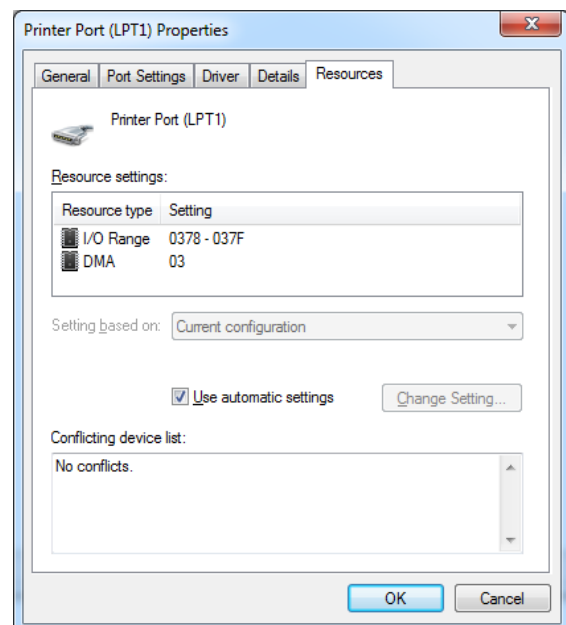 Printer Port (LPT1) Properties
General Port Settings Driver Details Resources
Printer Port (LPT1)
Resource settings:
Resource type Setting
I/O Range 0378 - 037F
DMA 03
Setting based on: Current configuration
Use automatic settings Change Setting...
Conflicting device list:
No conflicts.
OK Cancel